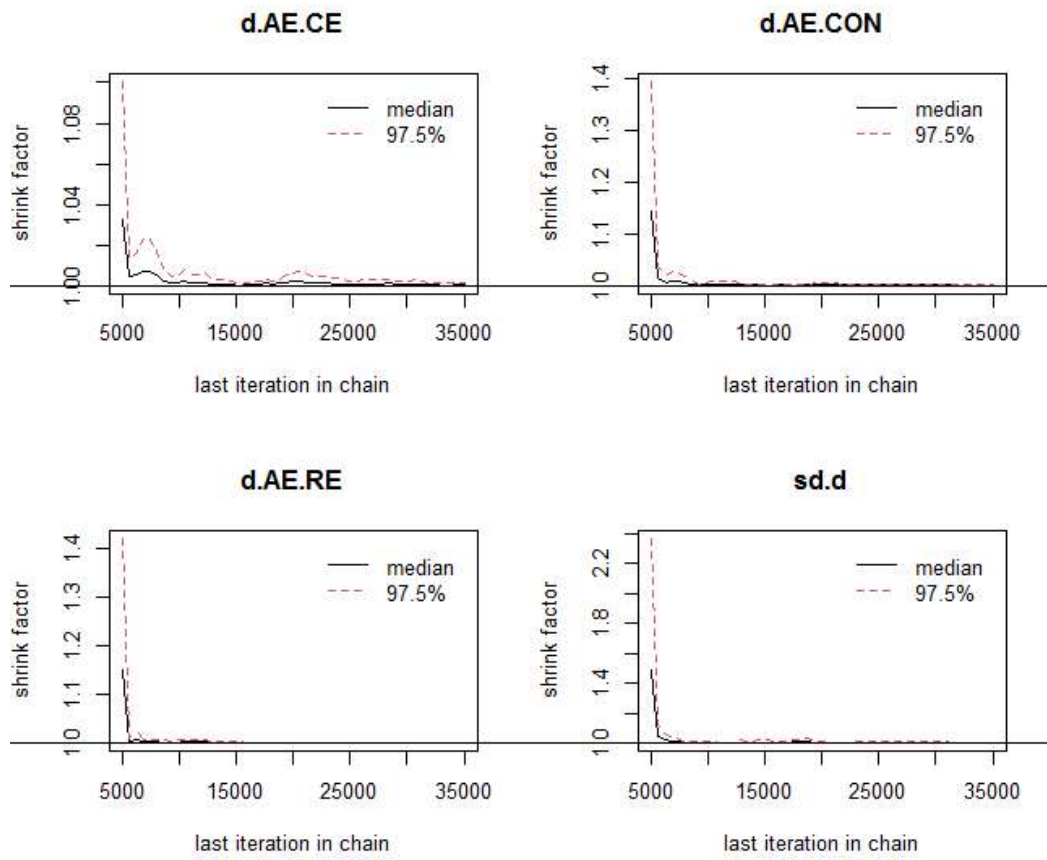 d.AE.CE
shrink factor
1.00 1.04 1.08
median
97.5%
5000 15000 25000 35000
last iteration in chain
d.AE.CON
shrink factor
1.0 1.1 1.2 1.3 1.4
median
97.5%
5000 15000 25000 35000
last iteration in chain
d.AE.RE
shrink factor
1.0 1.1 1.2 1.3 1.4
median
97.5%
5000 15000 25000 35000
last iteration in chain
sd.d
shrink factor
1.0 1.4 1.8 2.2
median
97.5%
5000 15000 25000 35000
last iteration in chain